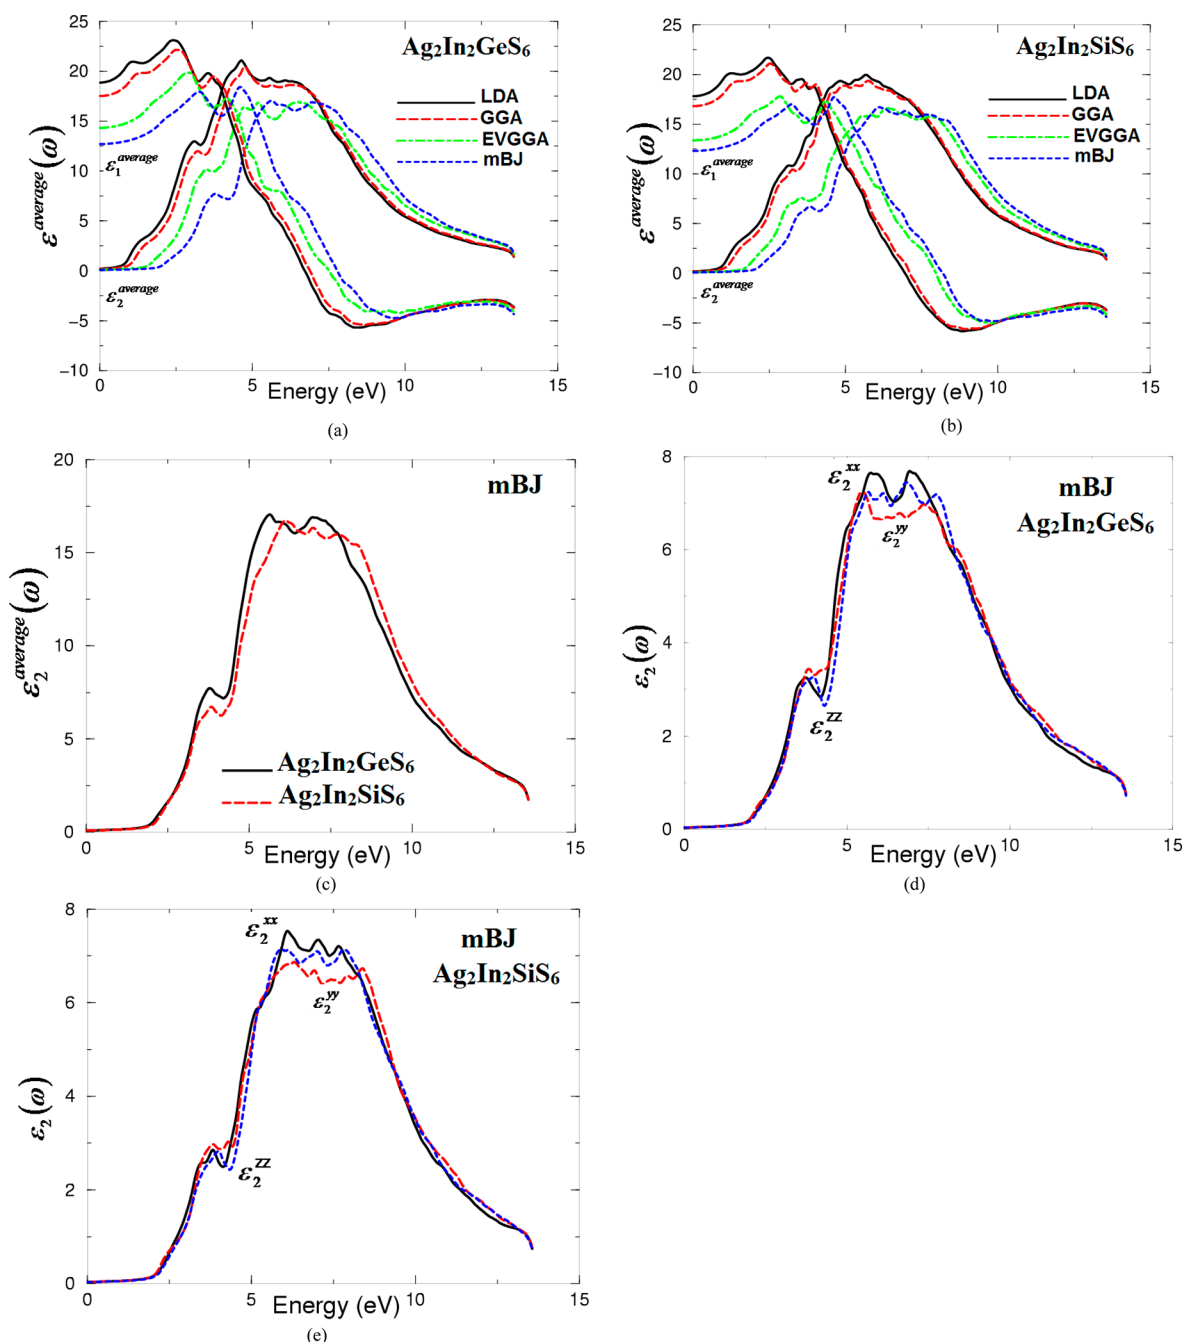 Ag₂In₂GeS₆
LDA
GGA
EVGGA
mBJ
ε₁^average
ε₂^average
ε^average(ω)
25
20
15
10
5
0
−5
−10
0 5 10 15
Energy (eV)
(a)
Ag₂In₂SiS₆
LDA
GGA
EVGGA
mBJ
ε₁^average
ε₂^average
ε^average(ω)
25
20
15
10
5
0
−5
−10
0 5 10 15
Energy (eV)
(b)
mBJ
Ag₂In₂GeS₆
Ag₂In₂SiS₆
ε₂^average(ω)
20
15
10
5
0
0 5 10 15
Energy (eV)
(c)
mBJ
Ag₂In₂GeS₆
ε₂^xx
ε₂^yy
ε₂^zz
ε₂(ω)
8
6
4
2
0
0 5 10 15
Energy (eV)
(d)
mBJ
Ag₂In₂SiS₆
ε₂^xx
ε₂^yy
ε₂^zz
ε₂(ω)
8
6
4
2
0
0 5 10 15
Energy (eV)
(e)